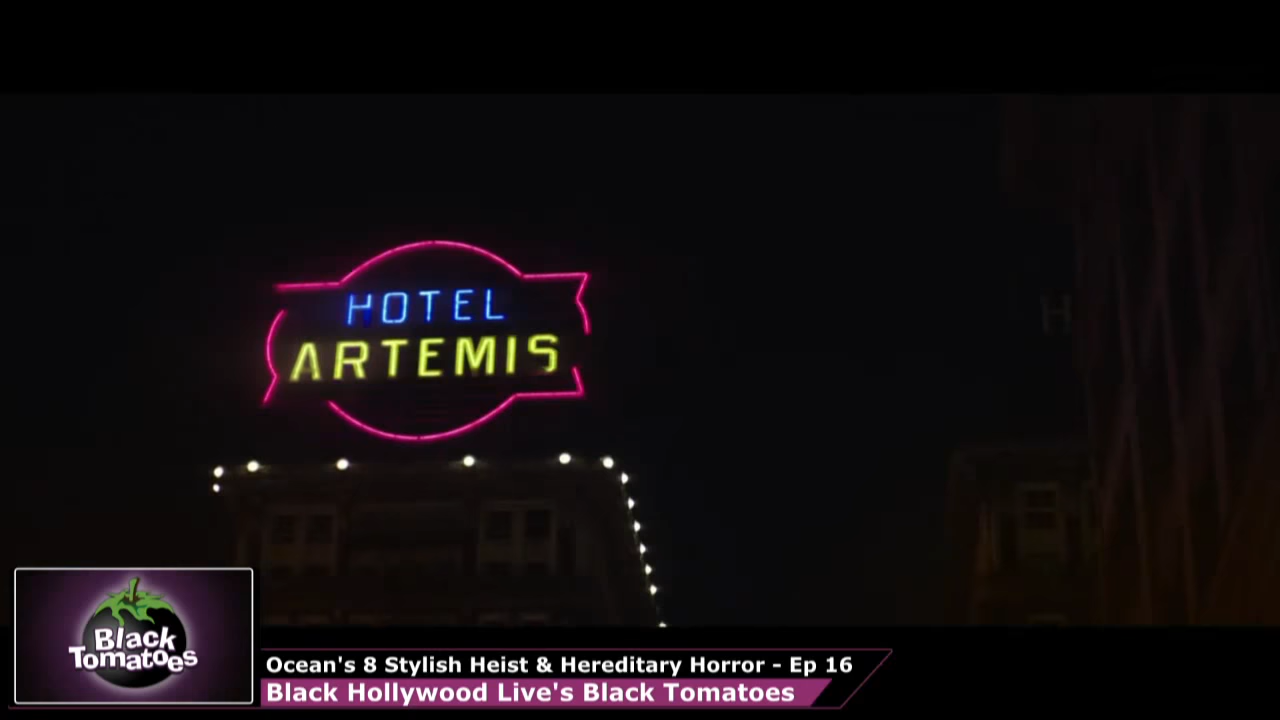 HOTEL
ARTEMIS
Black
Tomatoes
Ocean's 8 Stylish Heist & Hereditary Horror - Ep 16
Black Hollywood Live's Black Tomatoes